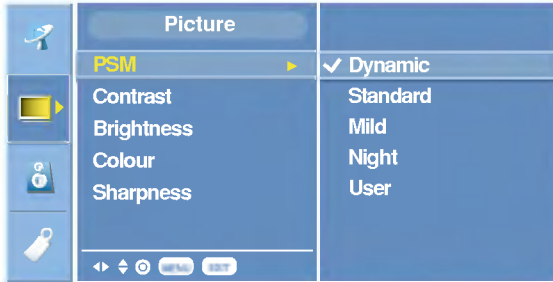 Picture
PSM
Contrast
Brightness
Colour
Sharpness
Dynamic
Standard
Mild
Night
User